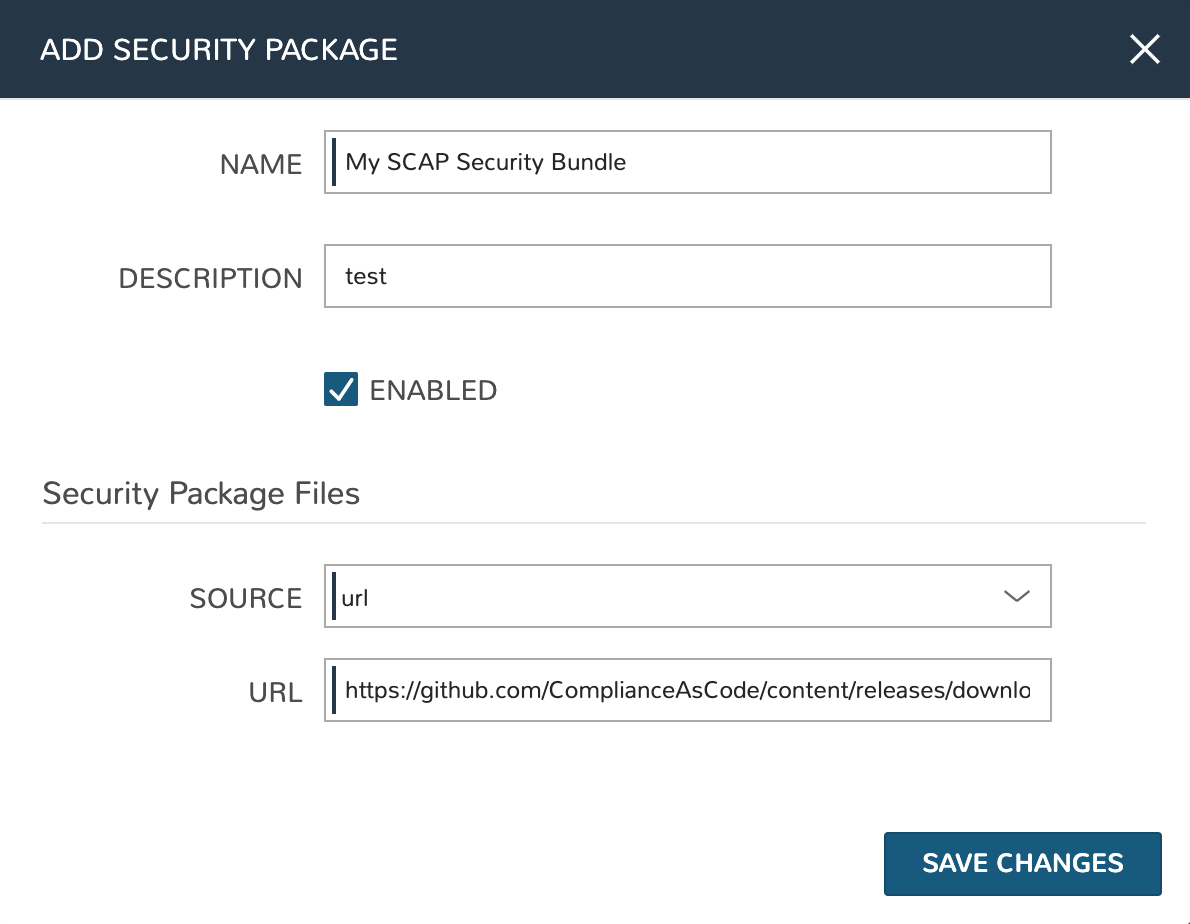 ADD SECURITY PACKAGE
NAME My SCAP Security Bundle
DESCRIPTION test
ENABLED
Security Package Files
SOURCE url
URL https://github.com/ComplianceAsCode/content/releases/downlo
SAVE CHANGES